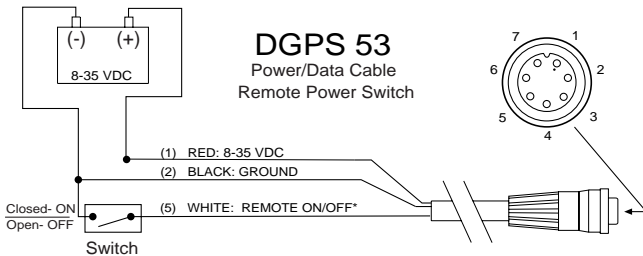 (-) (+)
8-35 VDC
DGPS 53
Power/Data Cable
Remote Power Switch
7 1
6 2
5 3
4
(1) RED: 8-35 VDC
(2) BLACK: GROUND
(5) WHITE: REMOTE ON/OFF*
Closed- ON
Open- OFF
Switch